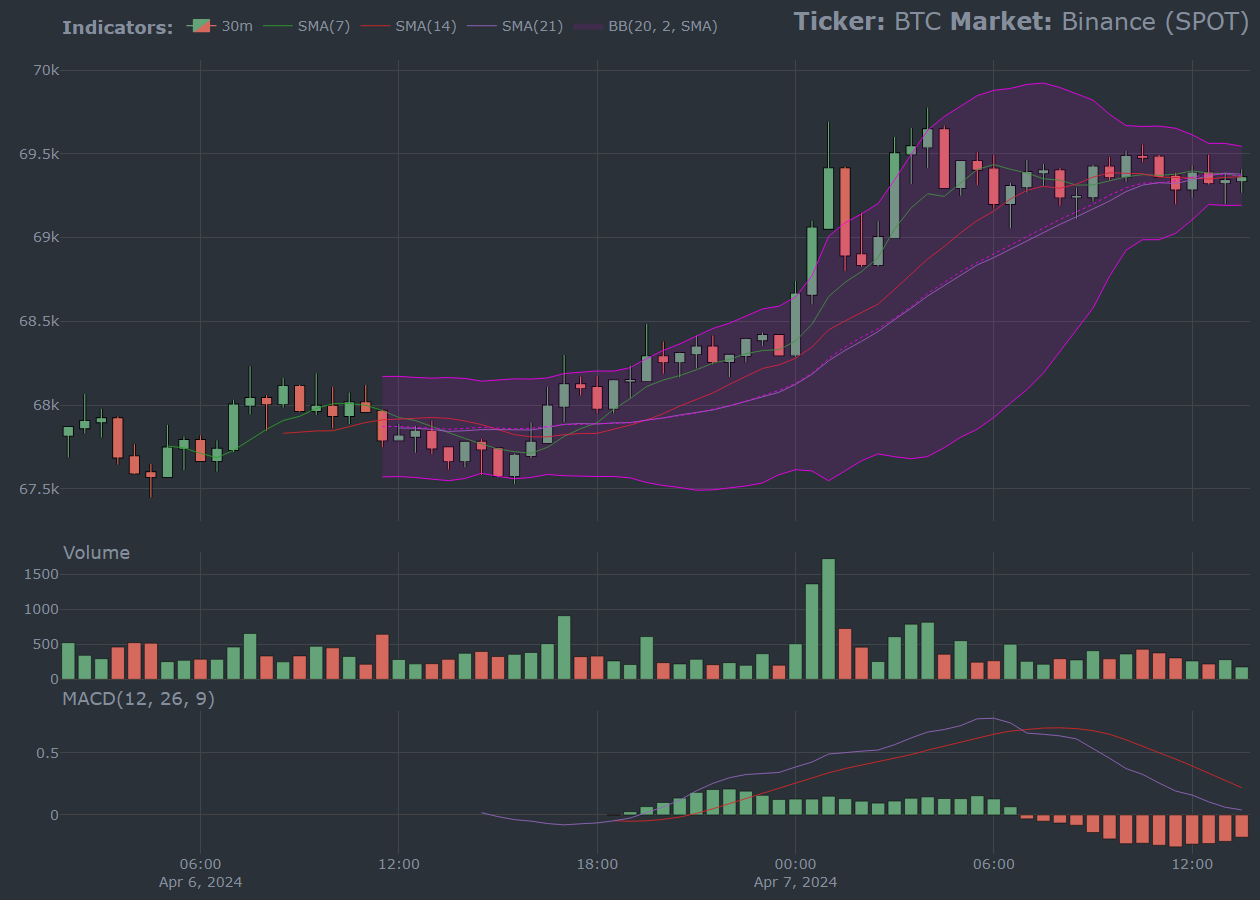 Indicators: 30m SMA(7) SMA(14) SMA(21) BB(20, 2, SMA) Ticker: BTC Market: Binance (SPOT)
70k
69.5k
69k
68.5k
68k
67.5k
Volume
1500
1000
500
0
MACD(12, 26, 9)
0.5
0
06:00 12:00 18:00 00:00 06:00 12:00
Apr 6, 2024 Apr 7, 2024